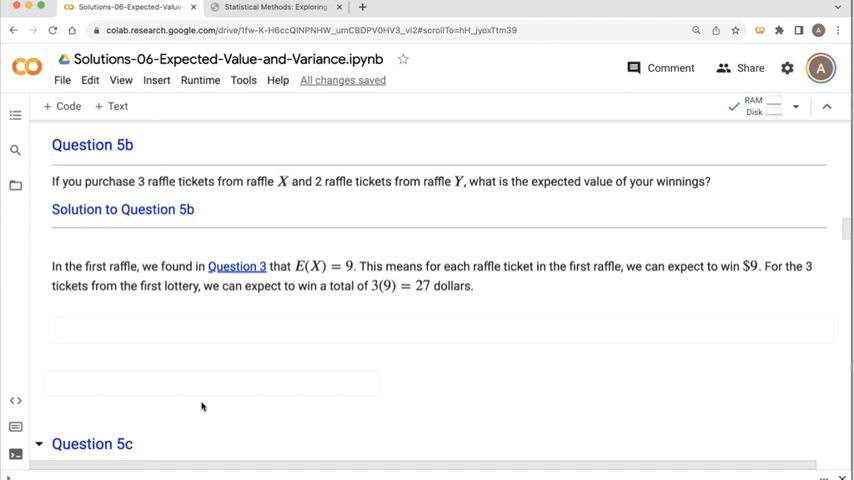 Solutions-06-Expected-Value-
Statistical Methods: Exploring
colab.research.google.com/drive/1fw-K-H6ccQlNPNHW_umCBDPV0HV3_vl2#scrollTo=hH_jyoxTtm39
A
Solutions-06-Expected-Value-and-Variance.ipynb
File Edit View Insert Runtime Tools Help All changes saved
Comment Share A
+ Code + Text
RAM
Disk
Question 5b
If you purchase 3 raffle tickets from raffle X and 2 raffle tickets from raffle Y, what is the expected value of your winnings?
Solution to Question 5b
In the first raffle, we found in Question 3 that E(X) = 9. This means for each raffle ticket in the first raffle, we can expect to win $9. For the 3
tickets from the first lottery, we can expect to win a total of 3(9) = 27 dollars.
Question 5c